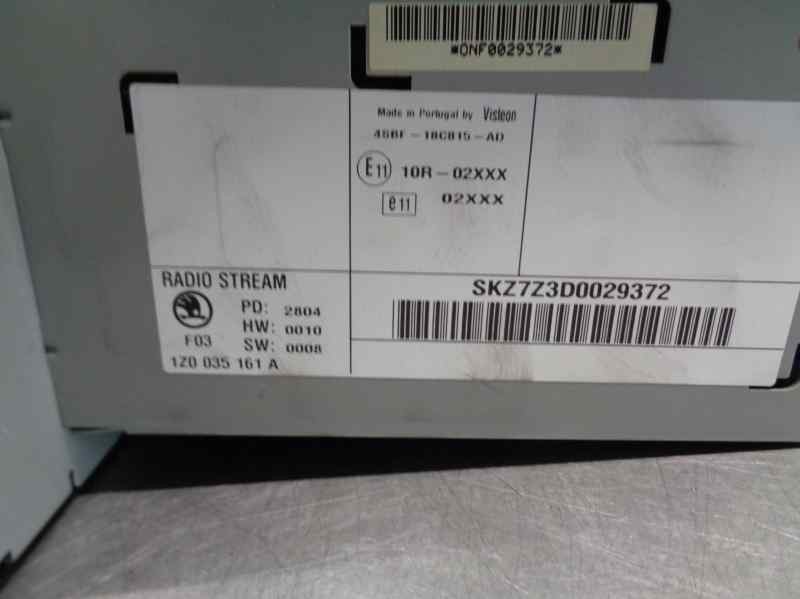 *QNF0029372*
Made in Portugal by Visteon
4SBF-18C815-AD
E11 10R-02XXX
e11 02XXX
RADIO STREAM
SKZ7Z3D0029372
PD: 2804
HW: 0010
F03 SW: 0008
1Z0 035 161 A